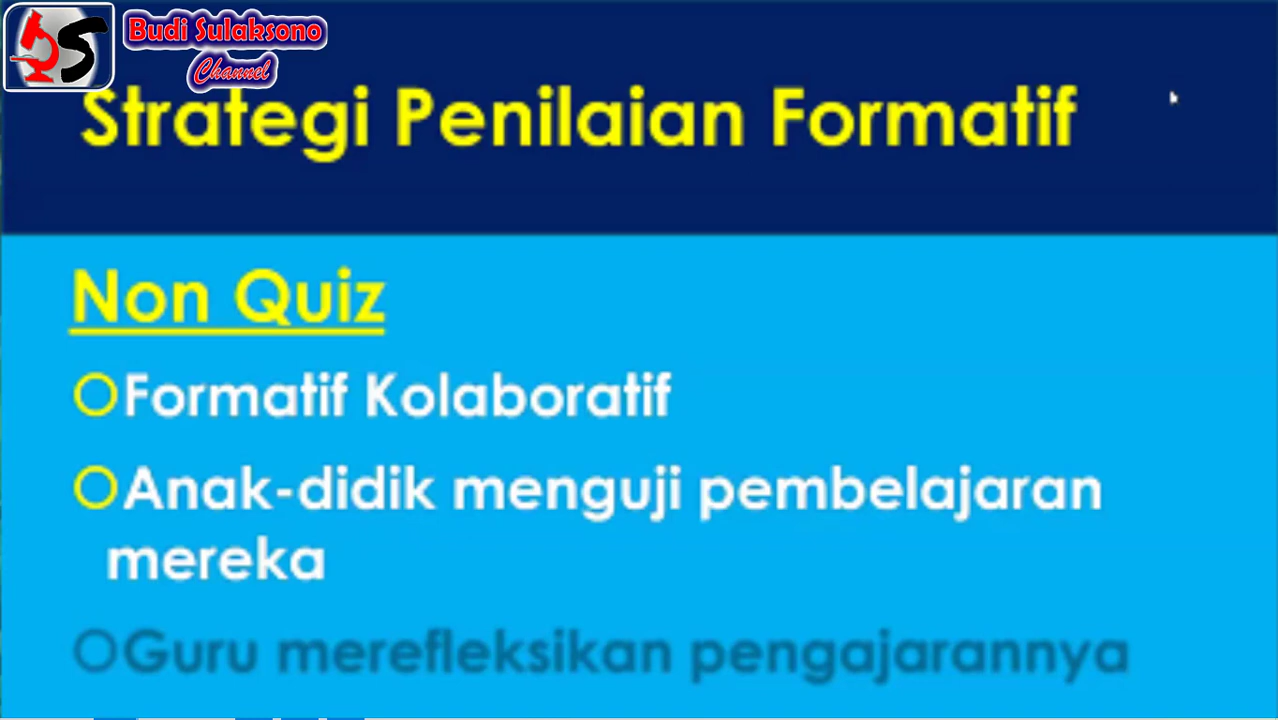 Budi Sulaksono
Channel
Strategi Penilaian Formatif
Non Quiz
Formatif Kolaboratif
Anak-didik menguji pembelajaran
mereka
Guru merefleksikan pengajarannya